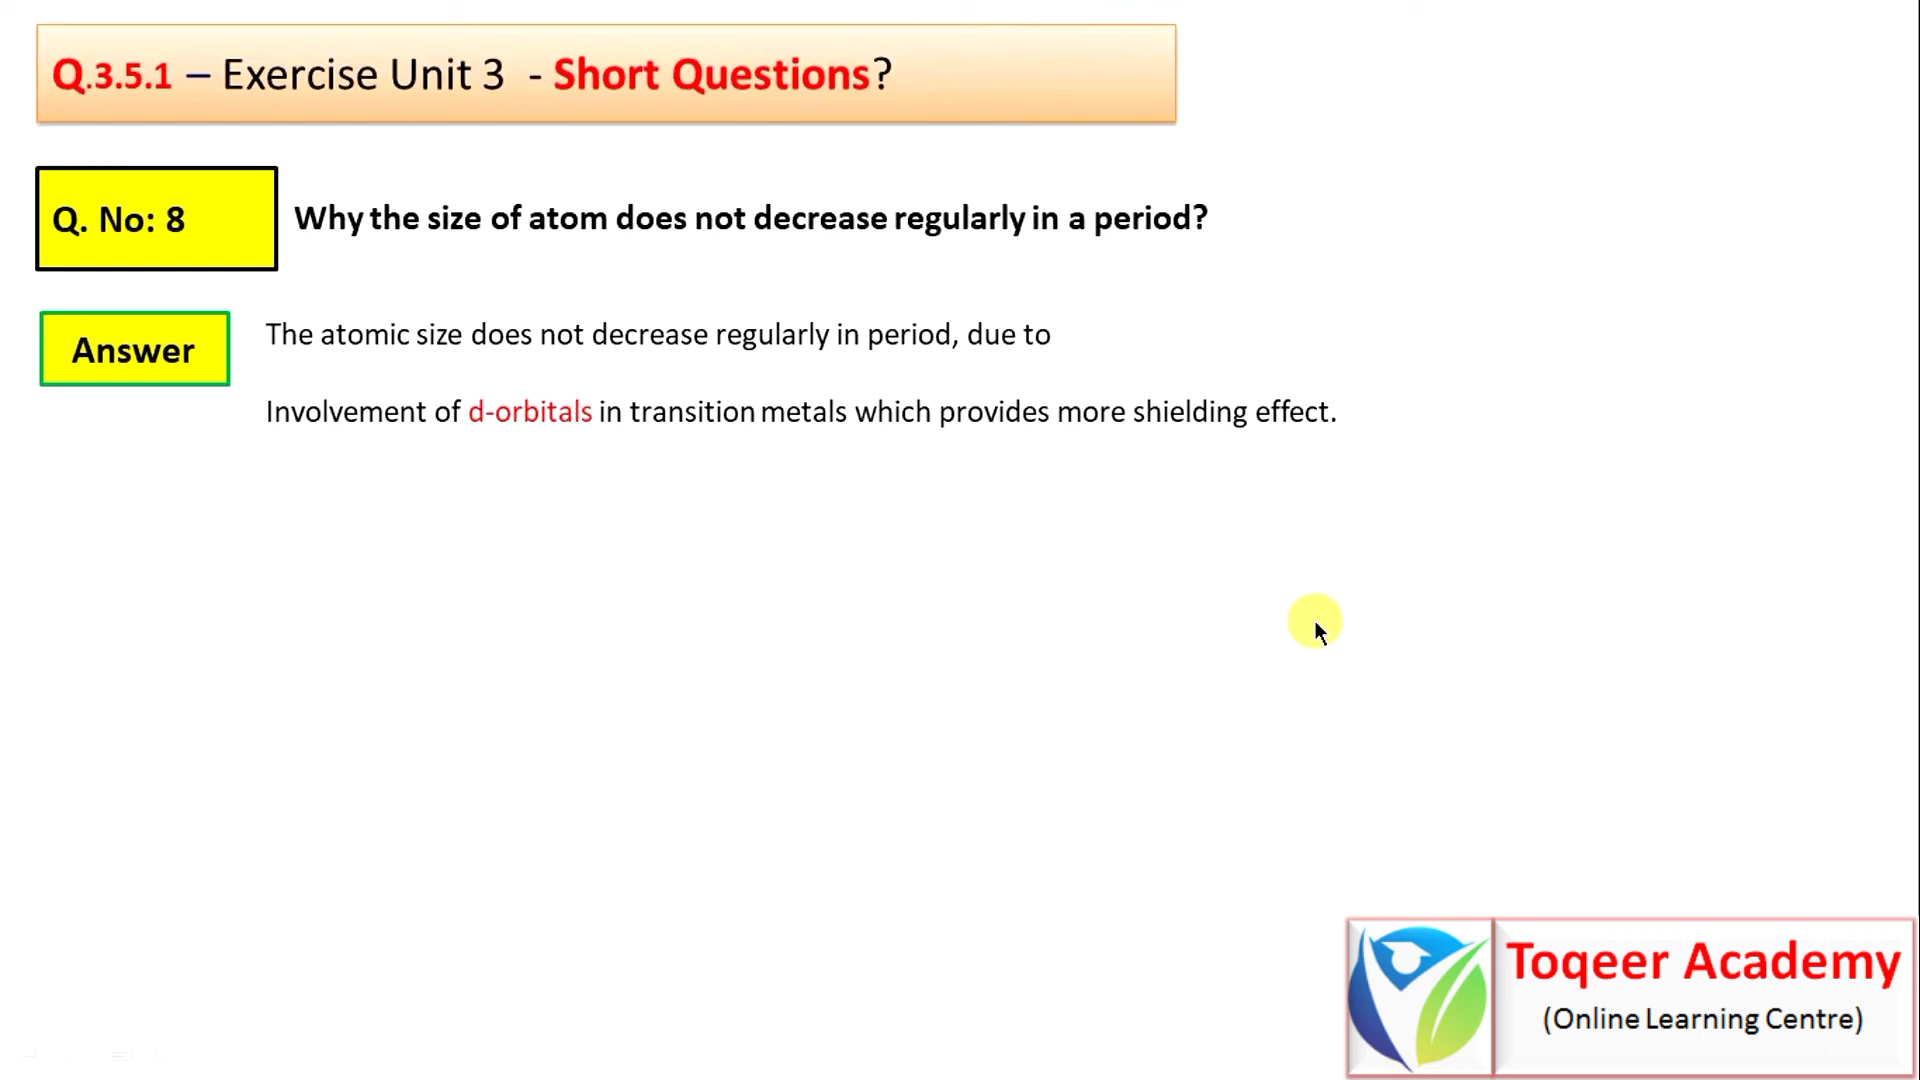 Q.3.5.1 – Exercise Unit 3 - Short Questions?
Q. No: 8
Why the size of atom does not decrease regularly in a period?
Answer
The atomic size does not decrease regularly in period, due to
Involvement of d-orbitals in transition metals which provides more shielding effect.
Toqeer Academy
(Online Learning Centre)